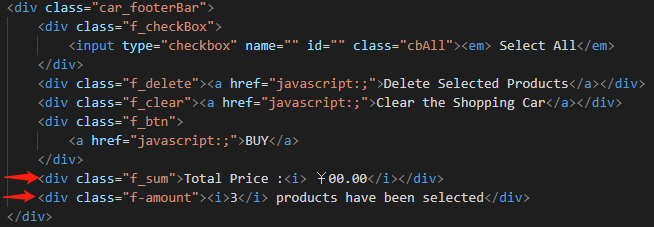 <div class="car_footerBar">
    <div class="f_checkBox">
        <input type="checkbox" name="" id="" class="cbAll"><em> Select All</em>
    </div>
    <div class="f_delete"><a href="javascript:;">Delete Selected Products</a></div>
    <div class="f_clear"><a href="javascript:;">Clear the Shopping Car</a></div>
    <div class="f_btn">
        <a href="javascript:;">BUY</a>
    </div>
    <div class="f_sum">Total Price :<i> ¥00.00</i></div>
    <div class="f-amount"><i>3</i> products have been selected</div>
</div>